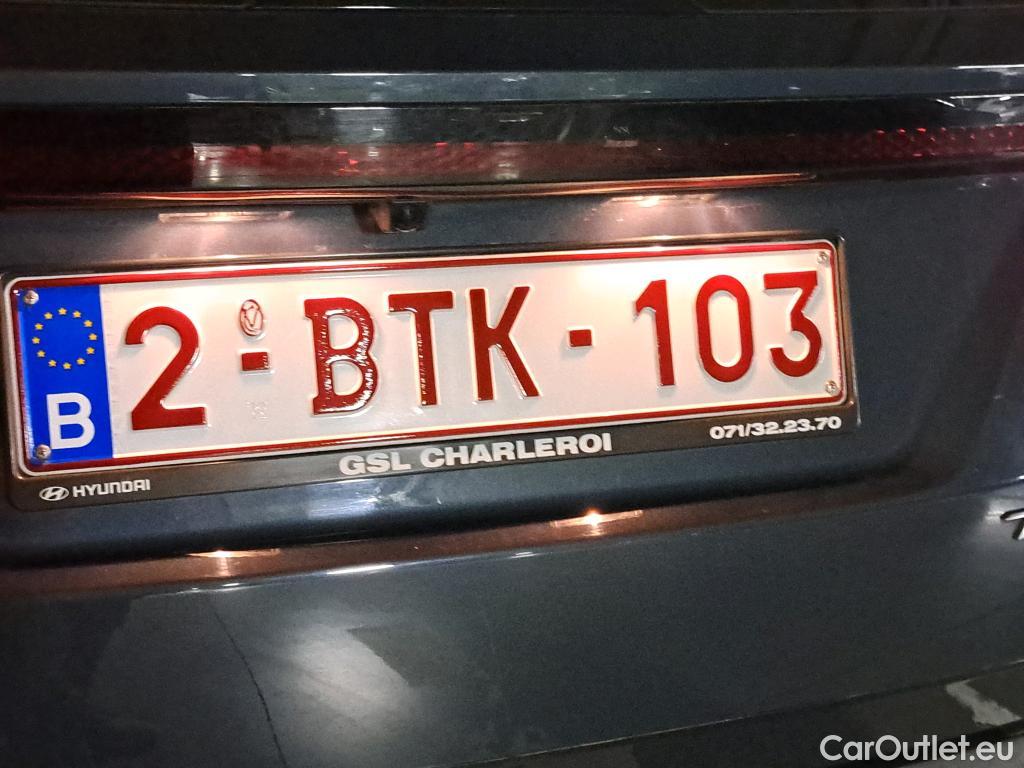 B 2-BTK-103
HYUNDAI GSL CHARLEROI 071/32.23.70
CarOutlet.eu